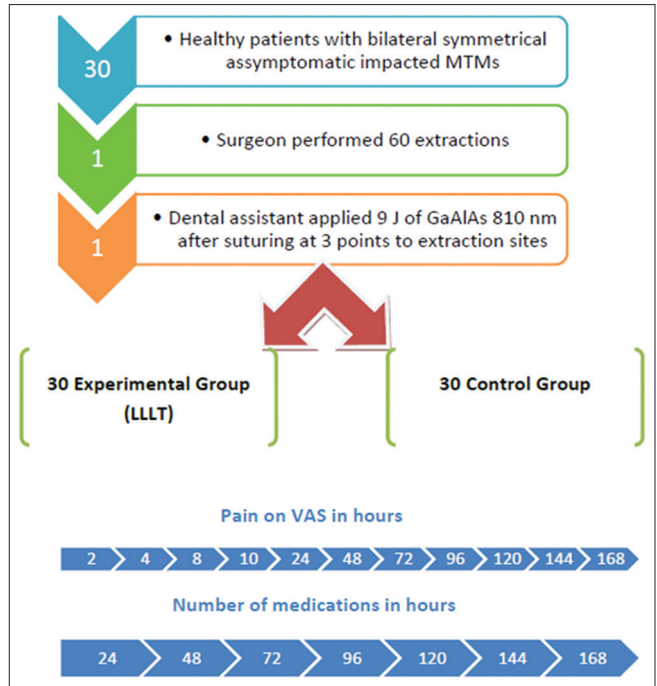 30
• Healthy patients with bilateral symmetrical
assymptomatic impacted MTMs
1
• Surgeon performed 60 extractions
1
• Dental assistant applied 9 J of GaAlAs 810 nm
after suturing at 3 points to extraction sites
30 Experimental Group
(LLLT)
30 Control Group
Pain on VAS in hours
2 4 8 10 24 48 72 96 120 144 168
Number of medications in hours
24 48 72 96 120 144 168